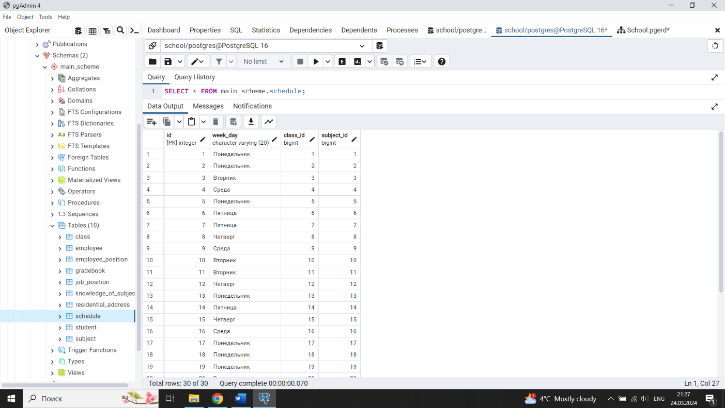 pgAdmin 4
File Object Tools Help
Object Explorer
Dashboard Properties SQL Statistics Dependencies Dependents Processes school/postgre... school/postgres@PostgreSQL 16* School.pgerd*
Publications
Schemas (2)
main_scheme
Aggregates
Collations
Domains
FTS Configurations
FTS Dictionaries
FTS Parsers
FTS Templates
Foreign Tables
Functions
Materialized Views
Operators
Procedures
1..3 Sequences
Tables (10)
class
employee
employee_position
gradebook
job_position
knowledge_of_subjec
residential_address
schedule
student
subject
Trigger Functions
Types
Views
school/postgres@PostgreSQL 16
No limit
Query Query History
1 SELECT * FROM main_scheme.schedule;
Data Output Messages Notifications
id week_day class_id subject_id
[PK] integer character varying (20) bigint bigint
1 1 Понедельник 1 1
2 2 Понедельник 2 2
3 3 Вторник 3 3
4 4 Среда 4 4
5 5 Понедельник 5 5
6 6 Пятница 6 6
7 7 Пятница 7 7
8 8 Четверг 8 8
9 9 Среда 9 9
10 10 Вторник 10 10
11 11 Вторник 11 11
12 12 Четверг 12 12
13 13 Понедельник 13 13
14 14 Пятница 14 14
15 15 Четверг 15 15
16 16 Среда 16 16
17 17 Понедельник 17 17
18 18 Понедельник 18 18
19 19 Понедельник 19 19
Total rows: 30 of 30 Query complete 00:00:00.070 Ln 1, Col 27
Поиск
4°C Mostly cloudy
ENG
21:27
24.03.2024